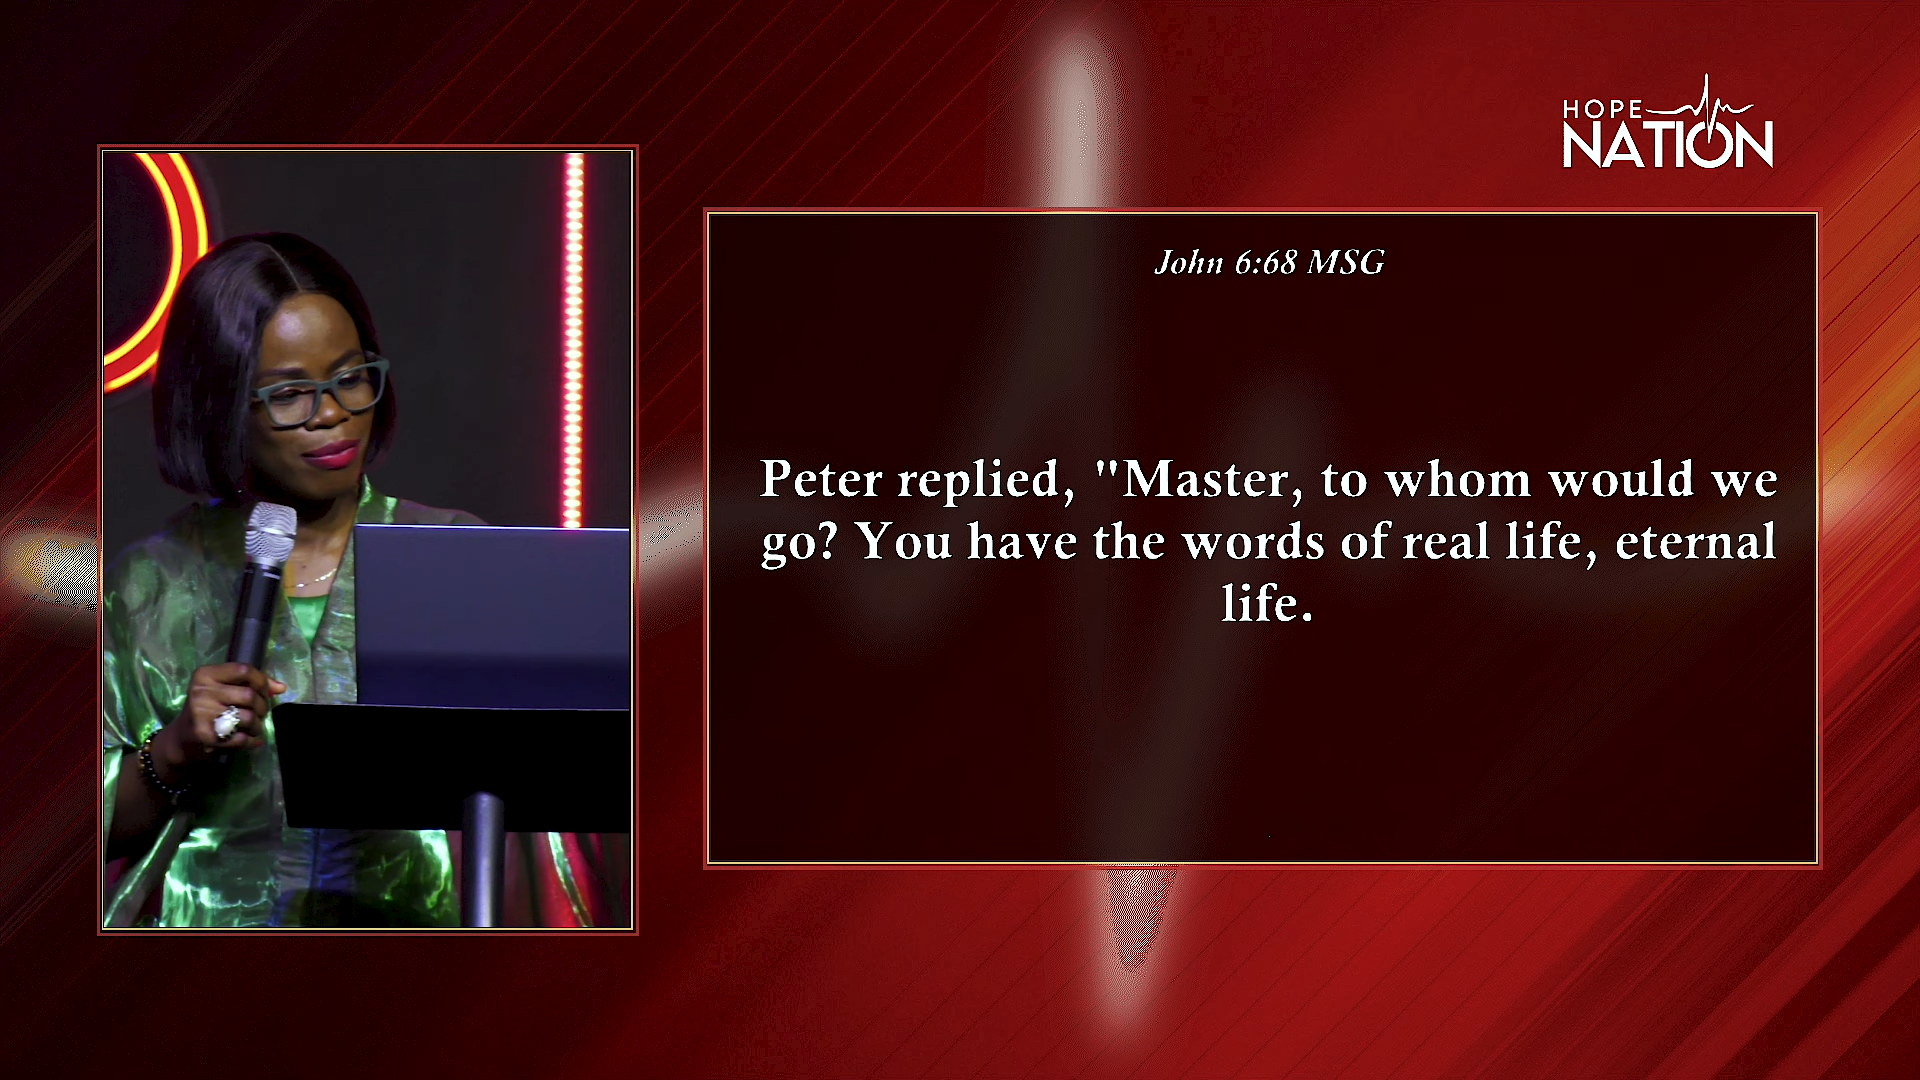 HOPE
NATION
John 6:68 MSG
Peter replied, "Master, to whom would we
go? You have the words of real life, eternal
life.